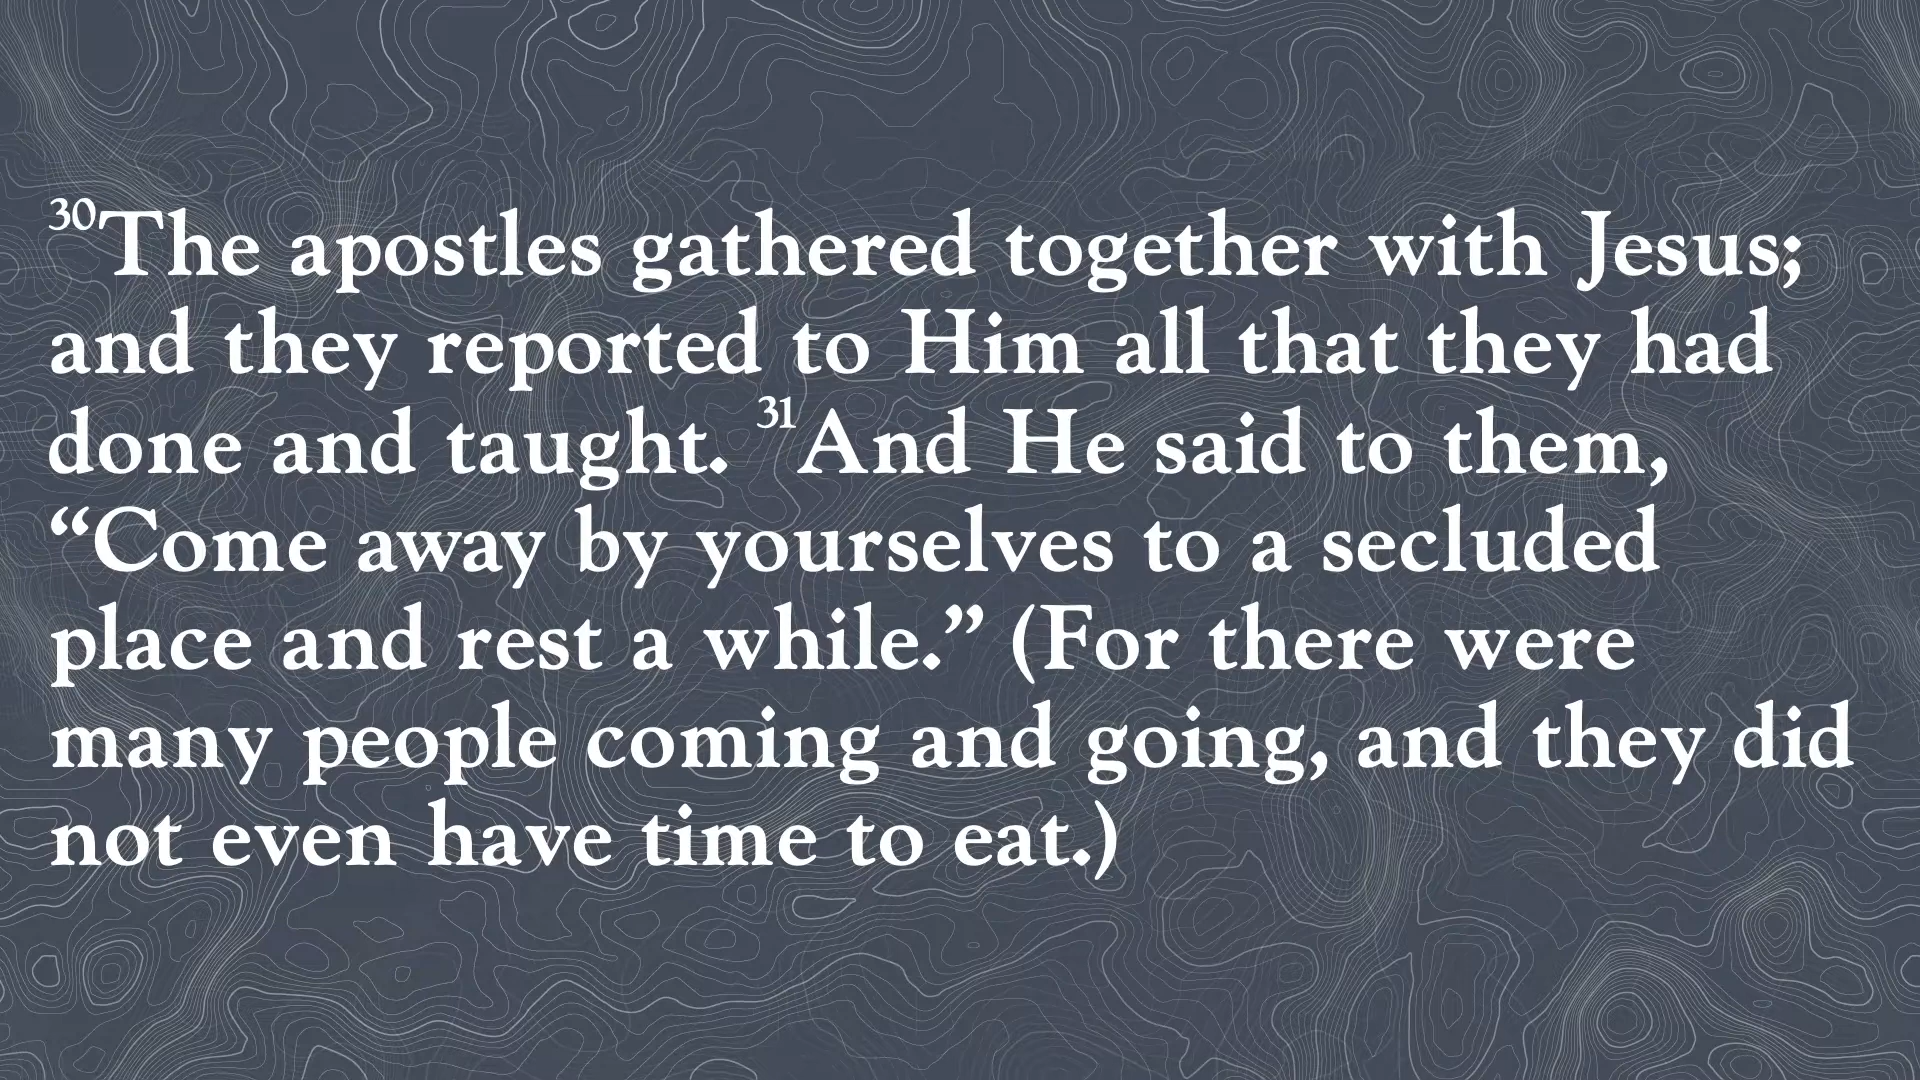 30The apostles gathered together with Jesus;
and they reported to Him all that they had
done and taught. 31And He said to them,
“Come away by yourselves to a secluded
place and rest a while.” (For there were
many people coming and going, and they did
not even have time to eat.)